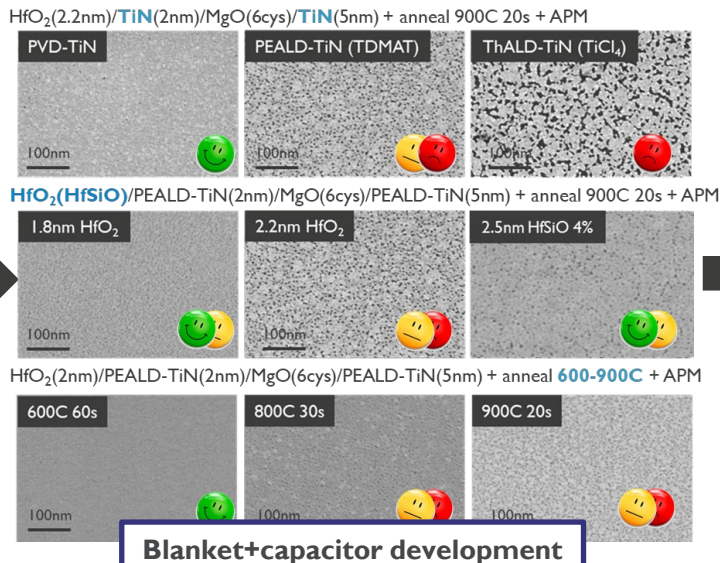 HfO₂(2.2nm)/TiN(2nm)/MgO(6cys)/TiN(5nm) + anneal 900C 20s + APM
PVD-TiN
PEALD-TiN (TDMAT)
ThALD-TiN (TiCl₄)
100nm
100nm
100nm
HfO₂(HfSiO)/PEALD-TiN(2nm)/MgO(6cys)/PEALD-TiN(5nm) + anneal 900C 20s + APM
1.8nm HfO₂
2.2nm HfO₂
2.5nm HfSiO 4%
100nm
100nm
100nm
HfO₂(2nm)/PEALD-TiN(2nm)/MgO(6cys)/PEALD-TiN(5nm) + anneal 600-900C + APM
600C 60s
800C 30s
900C 20s
100nm
100nm
100nm
Blanket+capacitor development